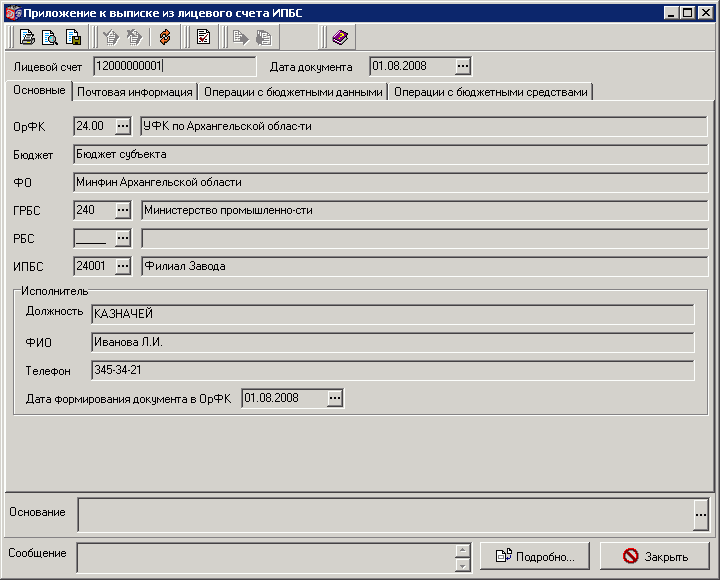 Приложение к выписке из лицевого счета ИПБС
Лицевой счет 12000000001 Дата документа 01.08.2008 ...
Основные Почтовая информация Операции с бюджетными данными Операции с бюджетными средствами
ОрФК 24.00 ... УФК по Архангельской облас-ти
Бюджет Бюджет субъекта
ФО Минфин Архангельской области
ГРБС 240 ... Министерство промышленно-сти
РБС _____ ...
ИПБС 24001 ... Филиал Завода
Исполнитель
Должность КАЗНАЧЕЙ
ФИО Иванова Л.И.
Телефон 345-34-21
Дата формирования документа в ОрФК 01.08.2008 ...
Основание ...
Сообщение Подробно... Закрыть